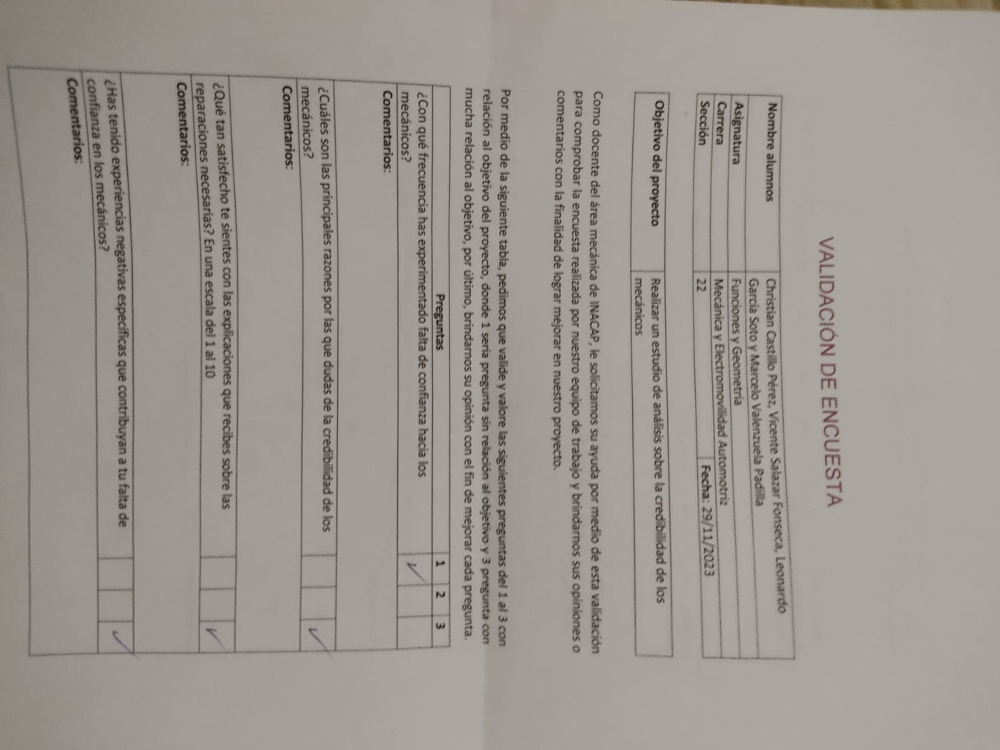 VALIDACIÓN DE ENCUESTA
Nombre alumnos Christian Castillo Pérez, Vicente Salazar Fonseca, Leonardo
García Soto y Marcelo Valenzuela Padilla
Asignatura Funciones y Geometría
Carrera Mecánica y Electromovilidad Automotriz
Sección 22 Fecha: 29/11/2023
Objetivo del proyecto Realizar un estudio de análisis sobre la credibilidad de los
mecánicos
Como docente del área mecánica de INACAP, le solicitamos su ayuda por medio de esta validación
para comprobar la encuesta realizada por nuestro equipo de trabajo y brindarnos sus opiniones o
comentarios con la finalidad de lograr mejorar en nuestro proyecto.
Por medio de la siguiente tabla, pedimos que valide y valore las siguientes preguntas del 1 al 3 con
relación al objetivo del proyecto, donde 1 sería pregunta sin relación al objetivo y 3 pregunta con
mucha relación al objetivo, por último, brindarnos su opinión con el fin de mejorar cada pregunta.
Preguntas 1 2 3
¿Con qué frecuencia has experimentado falta de confianza hacia los ✓
mecánicos?
Comentarios:
¿Cuáles son las principales razones por las que dudas de la credibilidad de los ✓
mecánicos?
Comentarios:
¿Qué tan satisfecho te sientes con las explicaciones que recibes sobre las ✓
reparaciones necesarias? En una escala del 1 al 10
Comentarios:
¿Has tenido experiencias negativas específicas que contribuyan a tu falta de ✓
confianza en los mecánicos?
Comentarios: